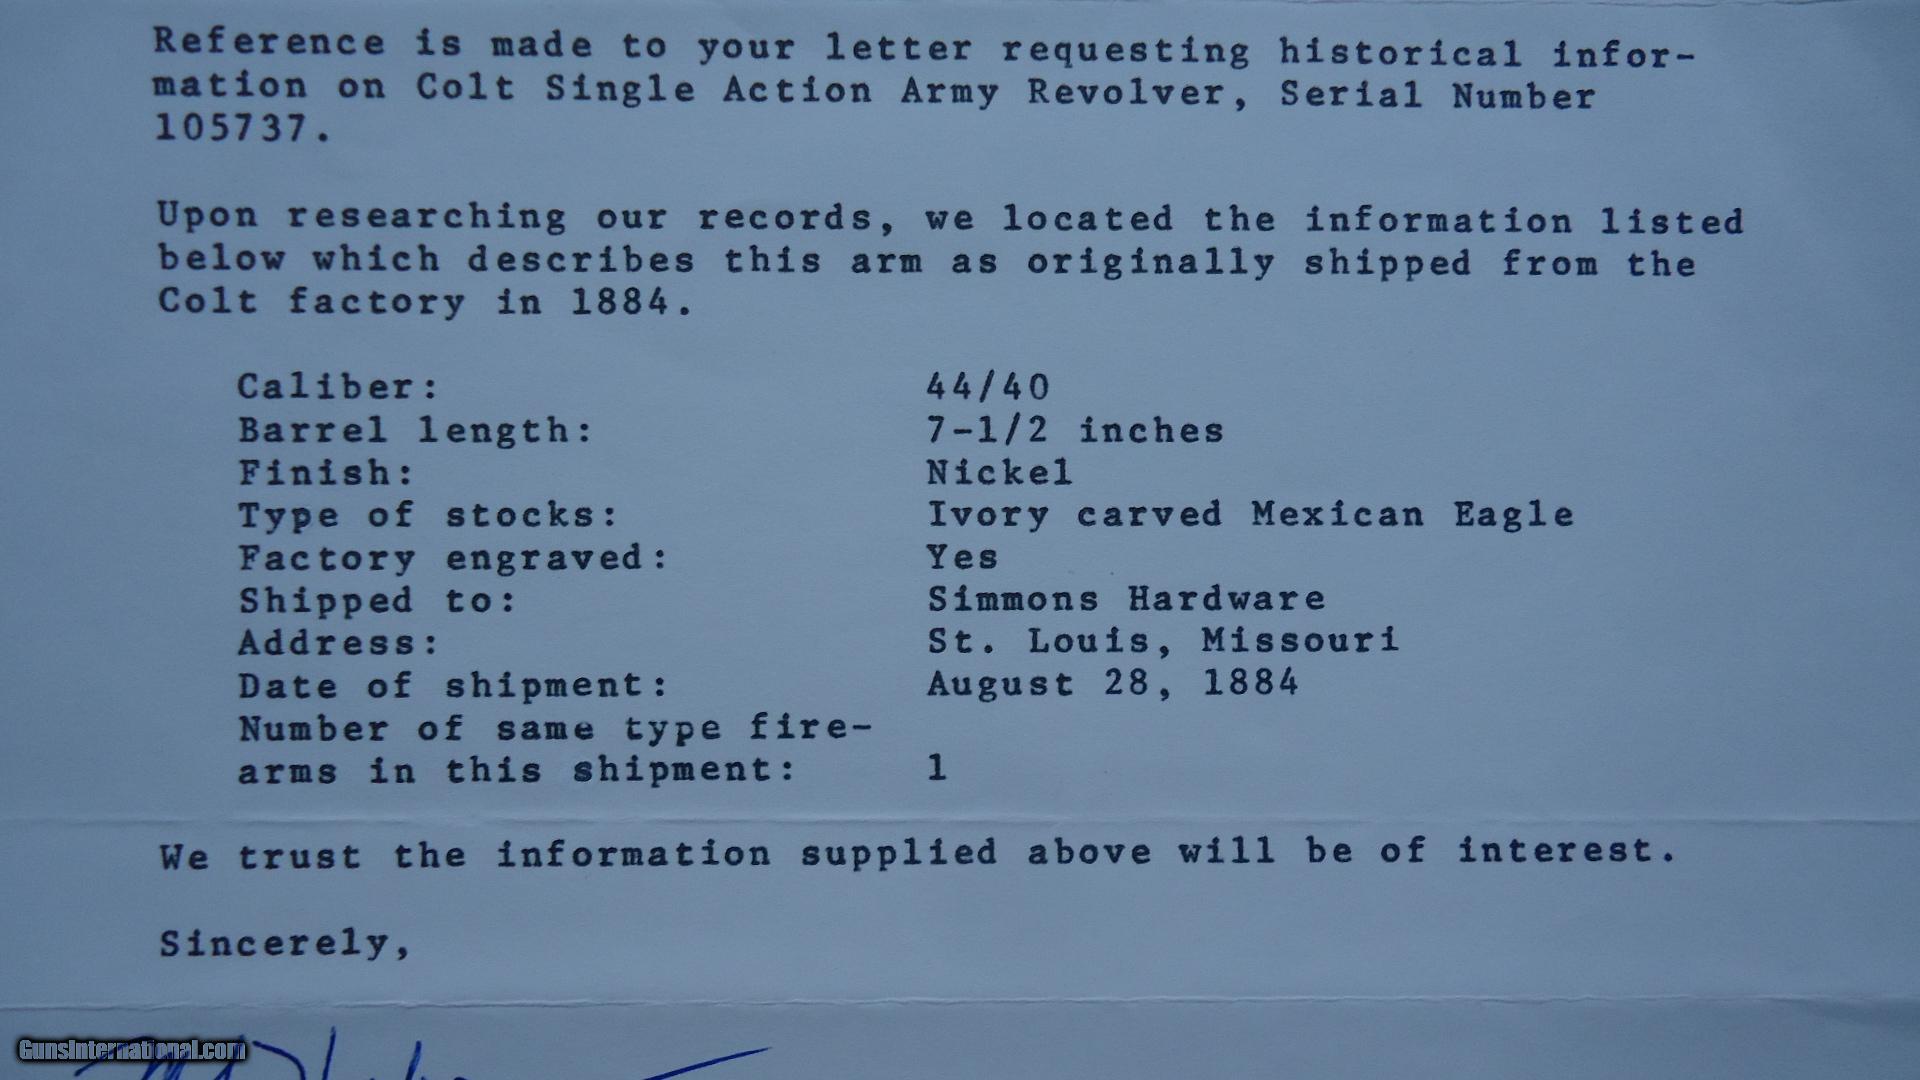 Reference is made to your letter requesting historical infor-
mation on Colt Single Action Army Revolver, Serial Number
105737.
Upon researching our records, we located the information listed
below which describes this arm as originally shipped from the
Colt factory in 1884.
Caliber: 44/40
Barrel length: 7-1/2 inches
Finish: Nickel
Type of stocks: Ivory carved Mexican Eagle
Factory engraved: Yes
Shipped to: Simmons Hardware
Address: St. Louis, Missouri
Date of shipment: August 28, 1884
Number of same type fire-
arms in this shipment: 1
We trust the information supplied above will be of interest.
Sincerely,
GunsInternational.com